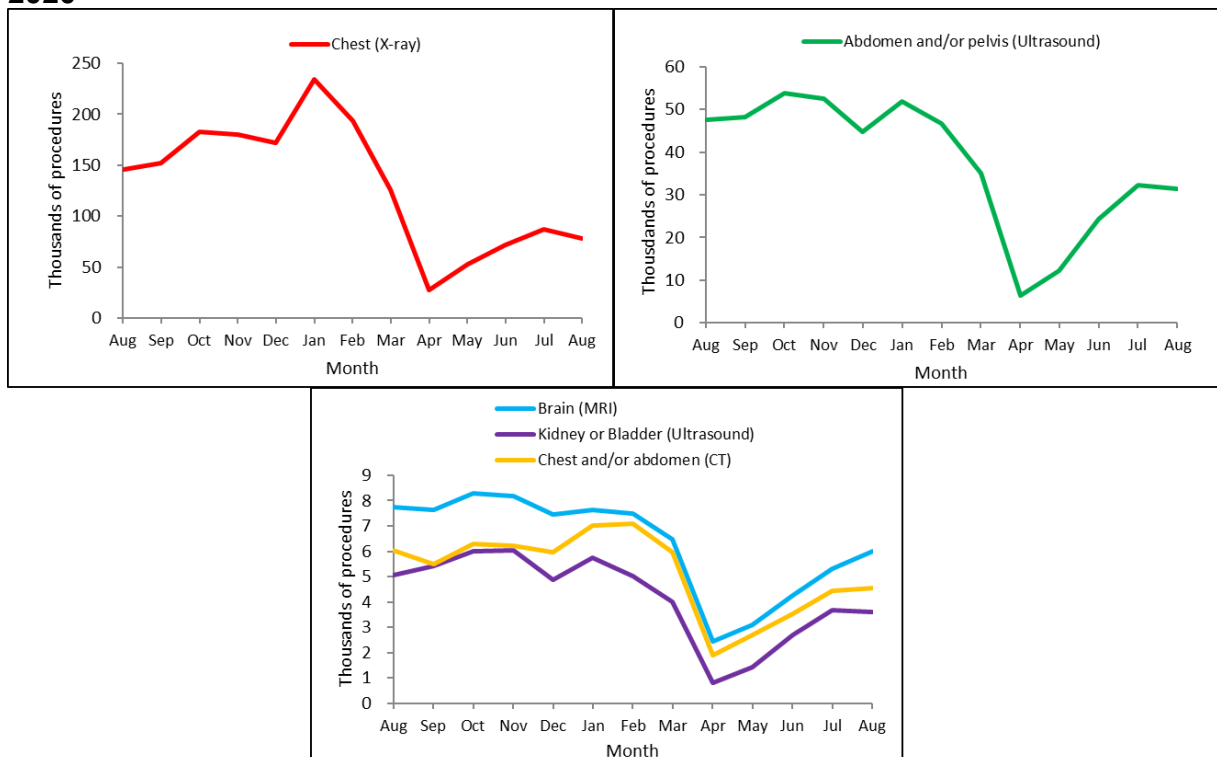 2020
Chest (X-ray)
250
200
150
100
50
0
Thousands of procedures
Aug Sep Oct Nov Dec Jan Feb Mar Apr May Jun Jul Aug
Month
Abdomen and/or pelvis (Ultrasound)
60
50
40
30
20
10
0
Thousdands of procedures
Aug Sep Oct Nov Dec Jan Feb Mar Apr May Jun Jul Aug
Month
Brain (MRI)
Kidney or Bladder (Ultrasound)
Chest and/or abdomen (CT)
9
8
7
6
5
4
3
2
1
0
Thousands of procedures
Aug Sep Oct Nov Dec Jan Feb Mar Apr May Jun Jul Aug
Month